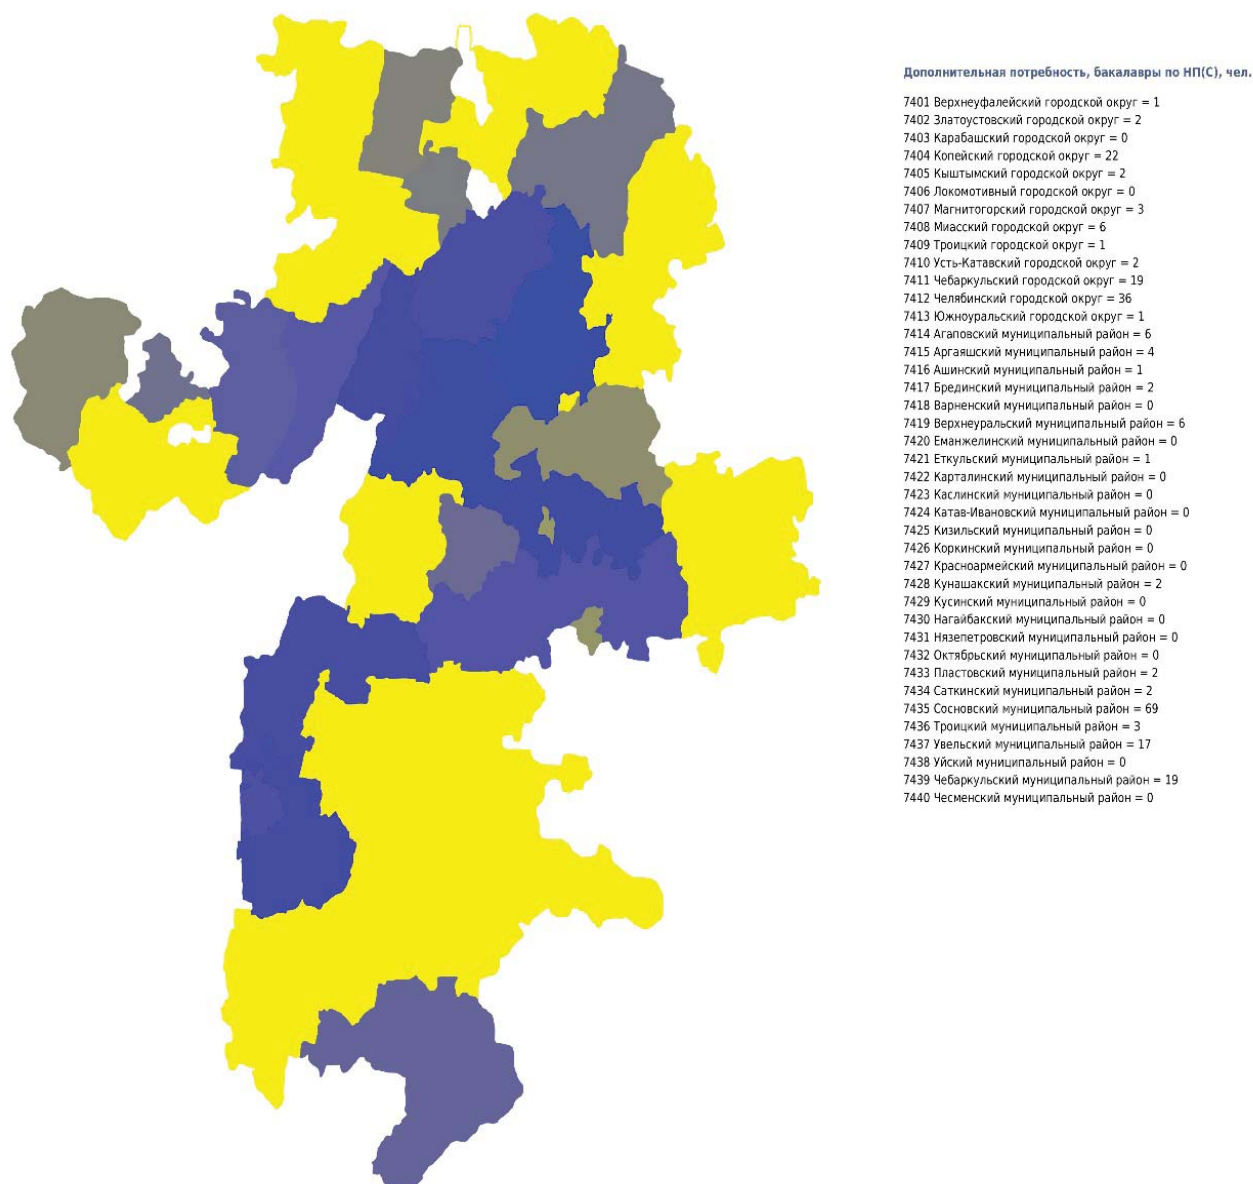 Дополнительная потребность, бакалавры по НП(С), чел.
7401 Верхнеуфалейский городской округ = 1
7402 Златоустовский городской округ = 2
7403 Карабашский городской округ = 0
7404 Копейский городской округ = 22
7405 Кыштымский городской округ = 2
7406 Локомотивный городской округ = 0
7407 Магнитогорский городской округ = 3
7408 Миасский городской округ = 6
7409 Троицкий городской округ = 1
7410 Усть-Катавский городской округ = 2
7411 Чебаркульский городской округ = 19
7412 Челябинский городской округ = 36
7413 Южноуральский городской округ = 1
7414 Агаповский муниципальный район = 6
7415 Аргаяшский муниципальный район = 4
7416 Ашинский муниципальный район = 1
7417 Брединский муниципальный район = 2
7418 Варненский муниципальный район = 0
7419 Верхнеуральский муниципальный район = 6
7420 Еманжелинский муниципальный район = 0
7421 Еткульский муниципальный район = 1
7422 Карталинский муниципальный район = 0
7423 Каслинский муниципальный район = 0
7424 Катав-Ивановский муниципальный район = 0
7425 Кизильский муниципальный район = 0
7426 Коркинский муниципальный район = 0
7427 Красноармейский муниципальный район = 0
7428 Кунашакский муниципальный район = 2
7429 Кусинский муниципальный район = 0
7430 Нагайбакский муниципальный район = 0
7431 Нязепетровский муниципальный район = 0
7432 Октябрьский муниципальный район = 0
7433 Пластовский муниципальный район = 2
7434 Саткинский муниципальный район = 2
7435 Сосновский муниципальный район = 69
7436 Троицкий муниципальный район = 3
7437 Увельский муниципальный район = 17
7438 Уйский муниципальный район = 0
7439 Чебаркульский муниципальный район = 19
7440 Чесменский муниципальный район = 0